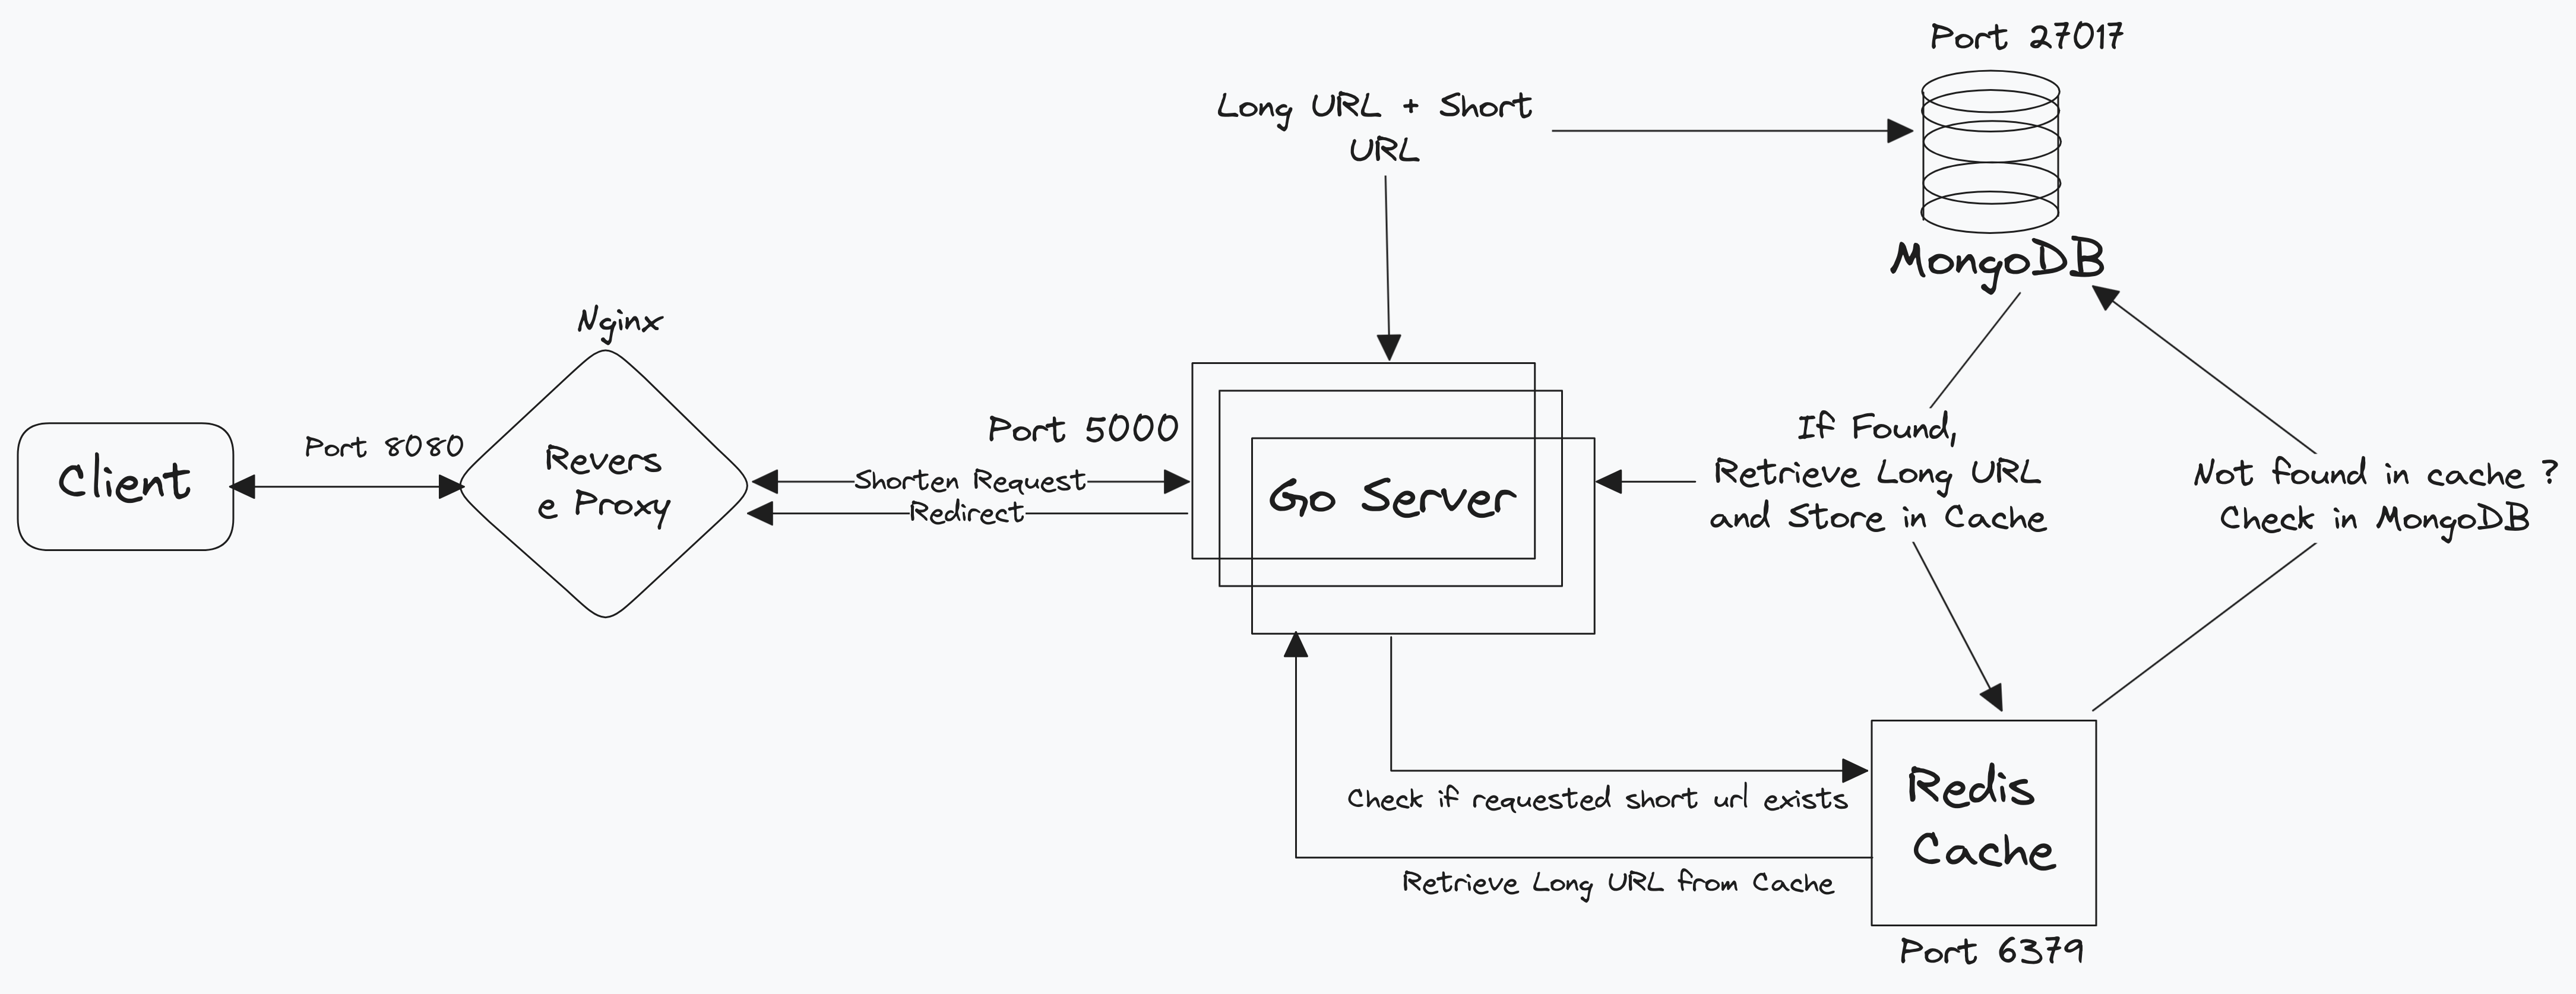 Port 27017
Long URL + Short
URL
MongoDB
Nginx
Client
Port 8080
Revers
e Proxy
Port 5000
Shorten Request
Redirect
Go Server
If Found,
Retrieve Long URL
and Store in Cache
Not found in cache ?
Check in MongoDB
Check if requested short url exists
Retrieve Long URL from Cache
Redis
Cache
Port 6379